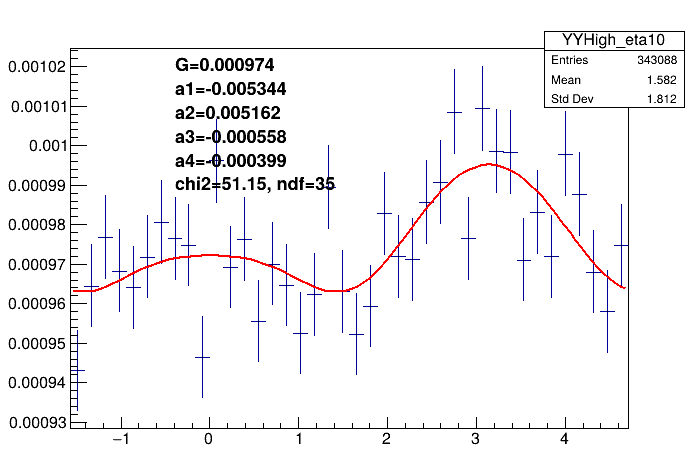 YYHigh_eta10
Entries 343088
Mean 1.582
Std Dev 1.812
G=0.000974
a1=-0.005344
a2=0.005162
a3=-0.000558
a4=-0.000399
chi2=51.15, ndf=35
0.00102
0.00101
0.001
0.00099
0.00098
0.00097
0.00096
0.00095
0.00094
0.00093
−1 0 1 2 3 4